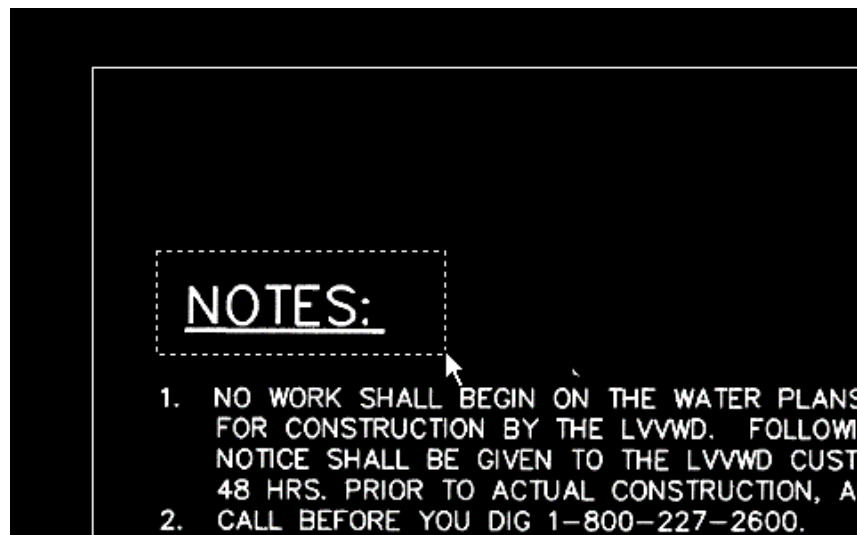 NOTES:
1. NO WORK SHALL BEGIN ON THE WATER PLANS
FOR CONSTRUCTION BY THE LVVWD. FOLLOWI
NOTICE SHALL BE GIVEN TO THE LVVWD CUST
48 HRS. PRIOR TO ACTUAL CONSTRUCTION, A
2. CALL BEFORE YOU DIG 1-800-227-2600.